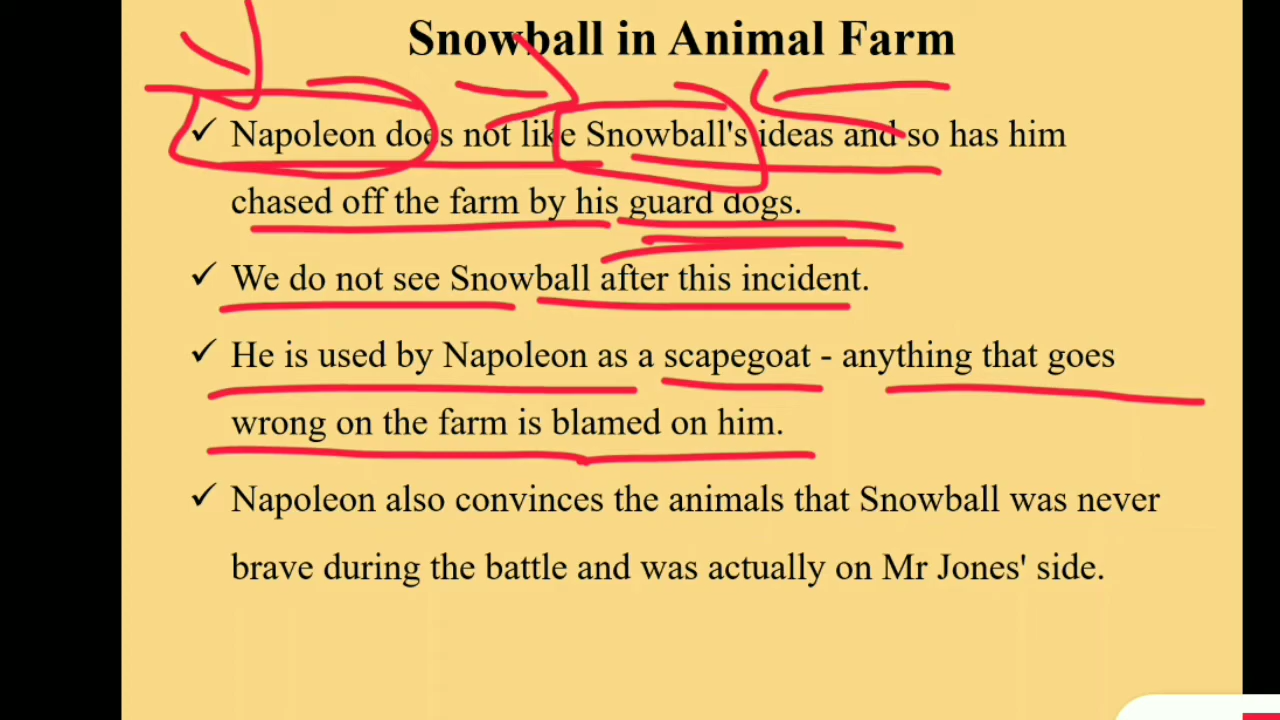 Snowball in Animal Farm
✓ Napoleon does not like Snowball's ideas and so has him
chased off the farm by his guard dogs.
✓ We do not see Snowball after this incident.
✓ He is used by Napoleon as a scapegoat - anything that goes
wrong on the farm is blamed on him.
✓ Napoleon also convinces the animals that Snowball was never
brave during the battle and was actually on Mr Jones' side.